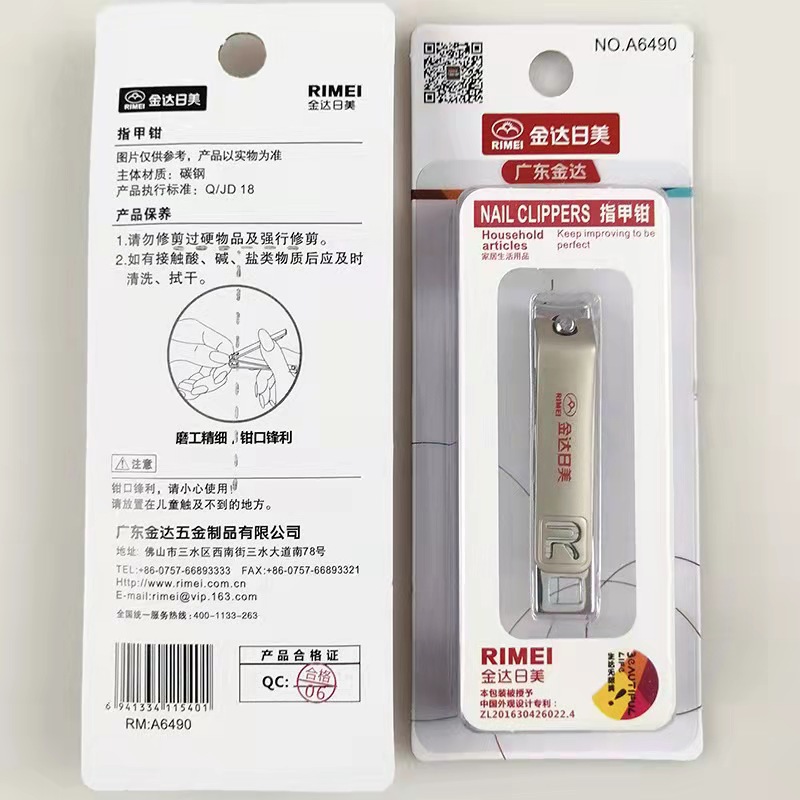 RIMEI 金达日美
RIMEI
金达日美
指甲钳
图片仅供参考，产品以实物为准
主体材质：碳钢
产品执行标准：Q/JD 18
产品保养
1.请勿修剪过硬物品及强行修剪。
2.如有接触酸、碱、盐类物质后应及时
清洗、拭干。
磨工精细，钳口锋利
注意
钳口锋利，请小心使用！
请放置在儿童触及不到的地方。
广东金达五金制品有限公司
地址：佛山市三水区西南街三水大道南78号
TEL:+86-0757-66893333 FAX:+86-0757-66893321
Http://www.rimei.com.cn
E-mail:rimei@vip.163.com
全国统一服务热线：400-1133-263
6 941334 115401
RM:A6490
产品合格证
QC: 合格 06
NO.A6490
RIMEI 金达日美
广东金达
NAIL CLIPPERS 指甲钳
Household articles
家居生活用品
Keep improving to be perfect
RIMEI 金达日美
RIMEI
金达日美
本包装被授予
中国外观设计专利：
ZL201630426022.4
BEAUTIFUL LIFE